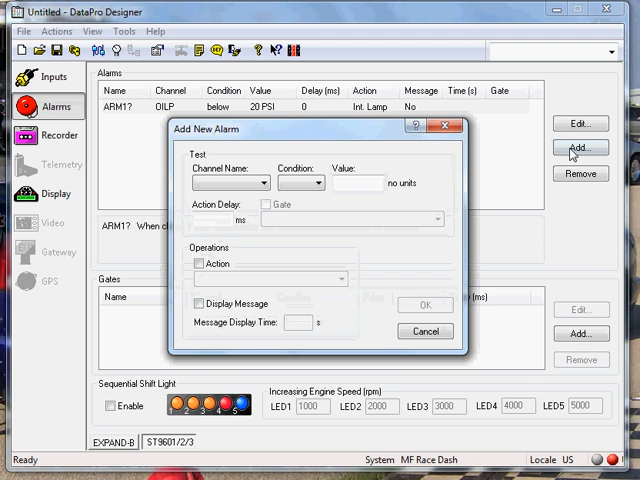 Untitled - DataPro Designer
File Actions View Tools Help
Inputs
Alarms
Recorder
Telemetry
Display
Video
Gateway
GPS
Alarms
Name Channel Condition Value Delay (ms) Action Message Time (s) Gate
ARM1? OILP below 20 PSI 0 Int. Lamp No
Edit...
Add...
Remove
Add New Alarm
Test
Channel Name: Condition: Value:
no units
Action Delay: Gate
ms
Operations
Action
Display Message
Message Display Time: s
OK
Cancel
ARM1? When
Gates
Name
(ms)
Edit...
Add...
Remove
Sequential Shift Light
Enable
1 2 3 4 5
Increasing Engine Speed (rpm)
LED1 1000 LED2 2000 LED3 3000 LED4 4000 LED5 5000
EXPAND-B ST9601/2/3
Ready System MF Race Dash Locale US